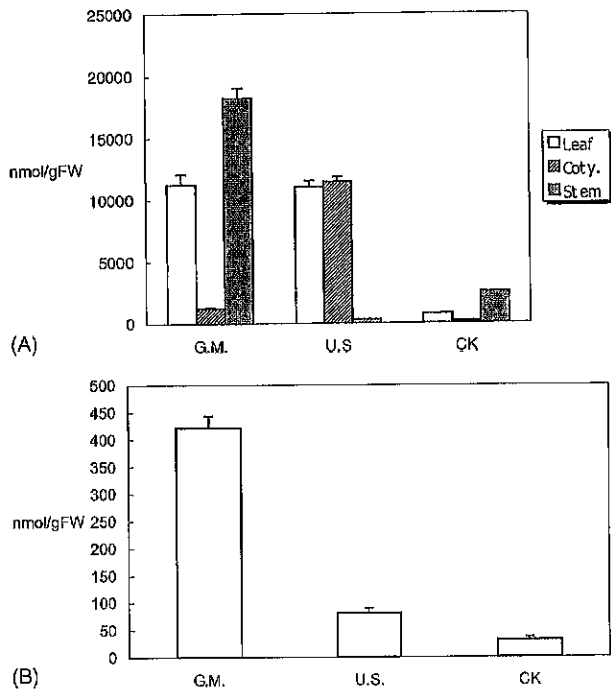 25000
20000
15000
10000
5000
0
nmol/gFW
Leaf
Coty.
Stem
G.M.
U.S
CK
(A)
500
450
400
350
300
250
200
150
100
50
0
nmol/gFW
G.M.
U.S.
CK
(B)